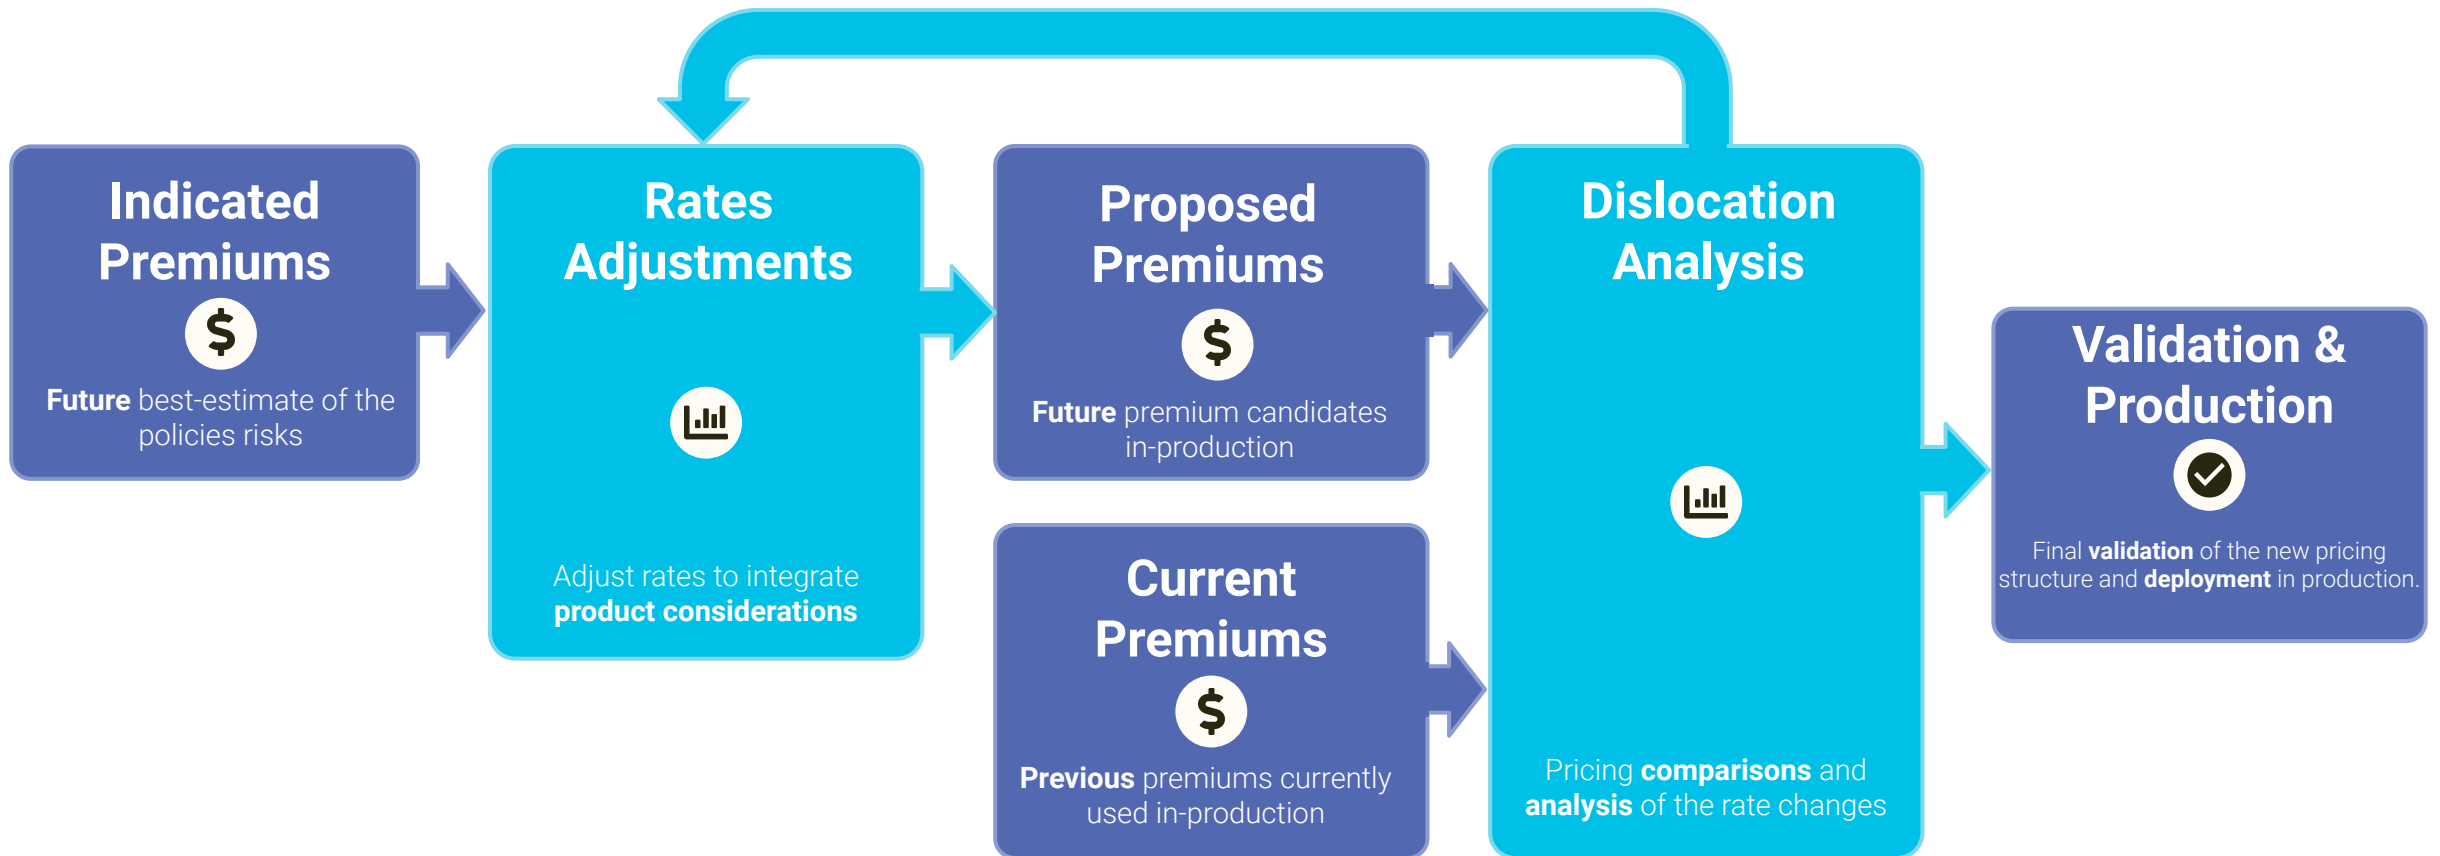 Indicated
Premiums
$
Future best-estimate of the
policies risks
Rates
Adjustments
Adjust rates to integrate
product considerations
Proposed
Premiums
$
Future premium candidates
in-production
Current
Premiums
$
Previous premiums currently
used in-production
Dislocation
Analysis
Pricing comparisons and
analysis of the rate changes
Validation &
Production
Final validation of the new pricing
structure and deployment in production.